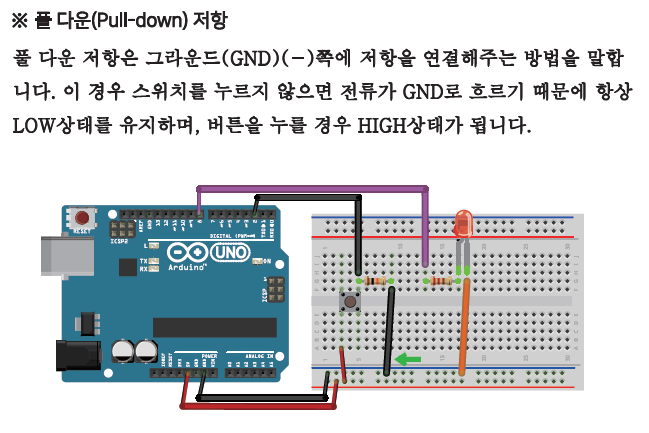 ※ 풀 다운(Pull-down) 저항
풀 다운 저항은 그라운드(GND)(-)쪽에 저항을 연결해주는 방법을 말합
니다. 이 경우 스위치를 누르지 않으면 전류가 GND로 흐르기 때문에 항상
LOW상태를 유지하며, 버튼을 누를 경우 HIGH상태가 됩니다.
RESET
ICSP2
DIGITAL (PWM~)
L
TX
RX
UNO
Arduino™
ON
ICSP
POWER
ANALOG IN